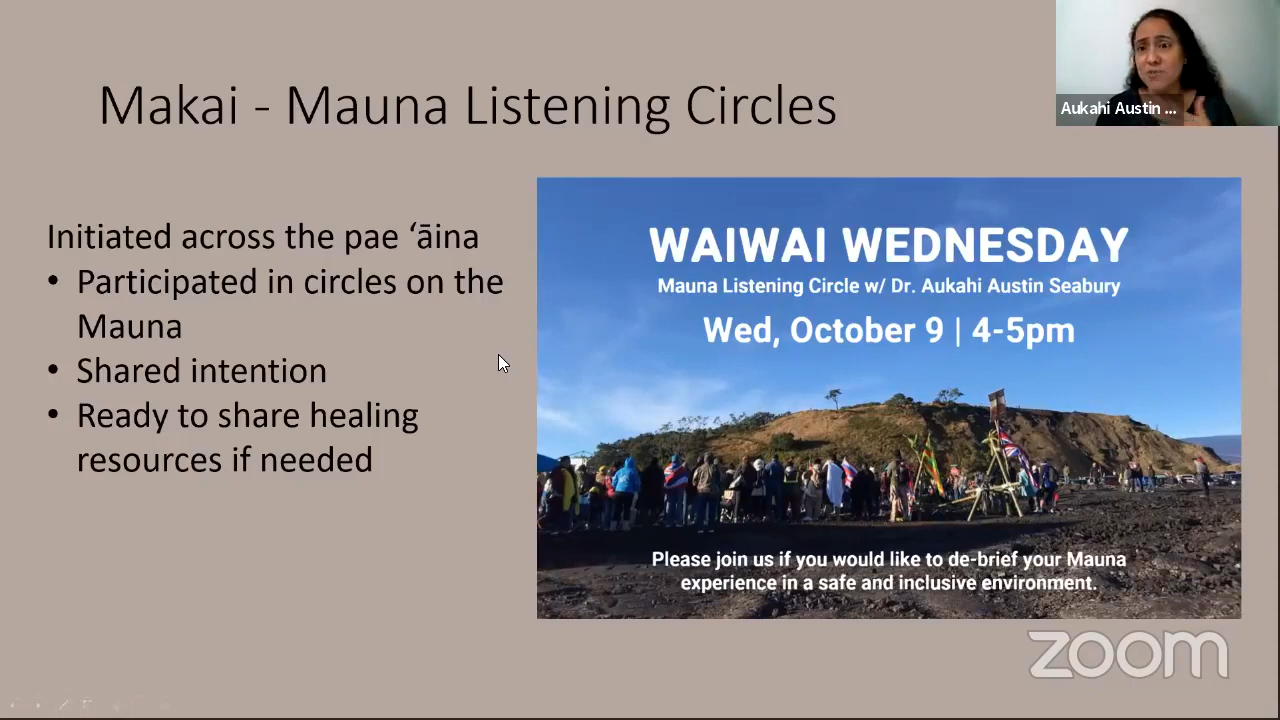 Makai - Mauna Listening Circles
Aukahi Austin ...
Initiated across the pae ʻāina
• Participated in circles on the
Mauna
• Shared intention
• Ready to share healing
resources if needed
WAIWAI WEDNESDAY
Mauna Listening Circle w/ Dr. Aukahi Austin Seabury
Wed, October 9 | 4-5pm
Please join us if you would like to de-brief your Mauna
experience in a safe and inclusive environment.
zoom